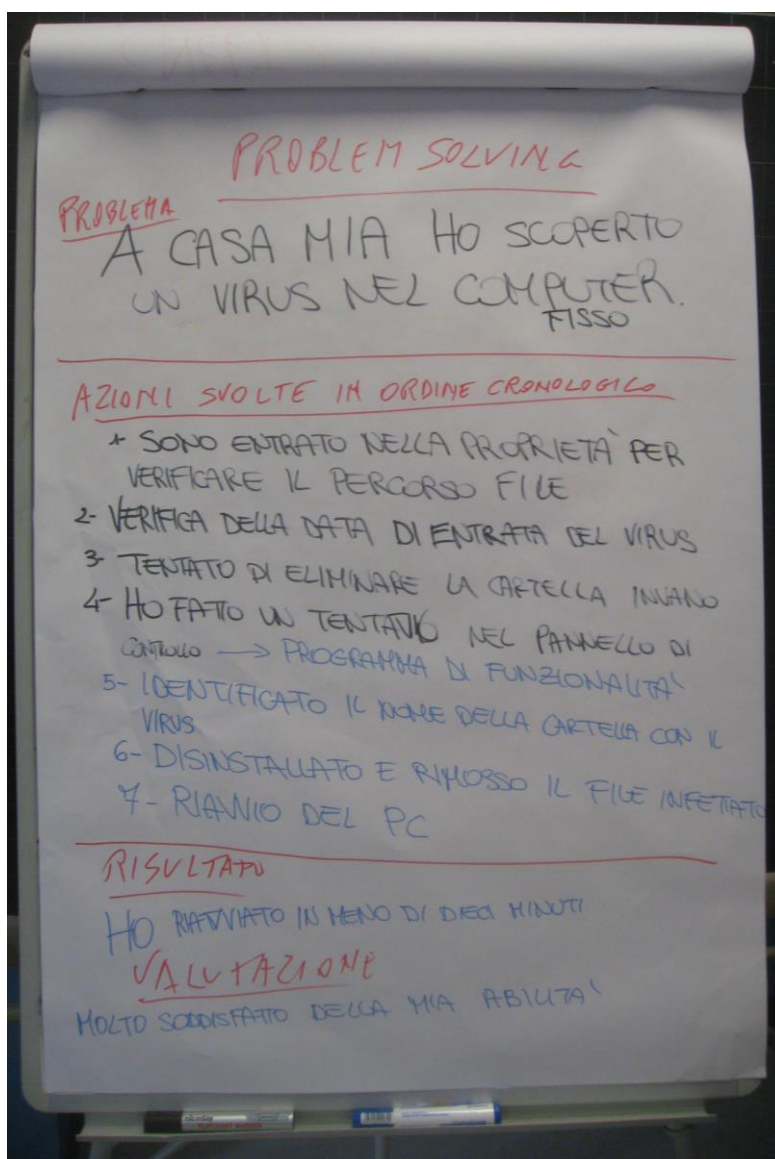 PROBLEM SOLVING
PROBLEMA
A CASA MIA HO SCOPERTO
UN VIRUS NEL COMPUTER.
FISSO
AZIONI SVOLTE IN ORDINE CRONOLOGICO
1- SONO ENTRATO NELLA PROPRIETÀ PER
VERIFICARE IL PERCORSO FILE
2- VERIFICA DELLA DATA DI ENTRATA DEL VIRUS
3- TENTATO DI ELIMINARE LA CARTELLA INVANO
4- HO FATTO UN TENTATIVO NEL PANNELLO DI
CONTROLLO → PROGRAMMA DI FUNZIONALITÀ
5- IDENTIFICATO IL NOME DELLA CARTELLA CON IL
VIRUS
6- DISINSTALLATO E RIMOSSO IL FILE INFETTATO
7- RIAVVIO DEL PC
RISULTATO
HO RIAVVIATO IN MENO DI DIECI MINUTI
VALUTAZIONE
MOLTO SODDISFATTO DELLA MIA ABILITÀ